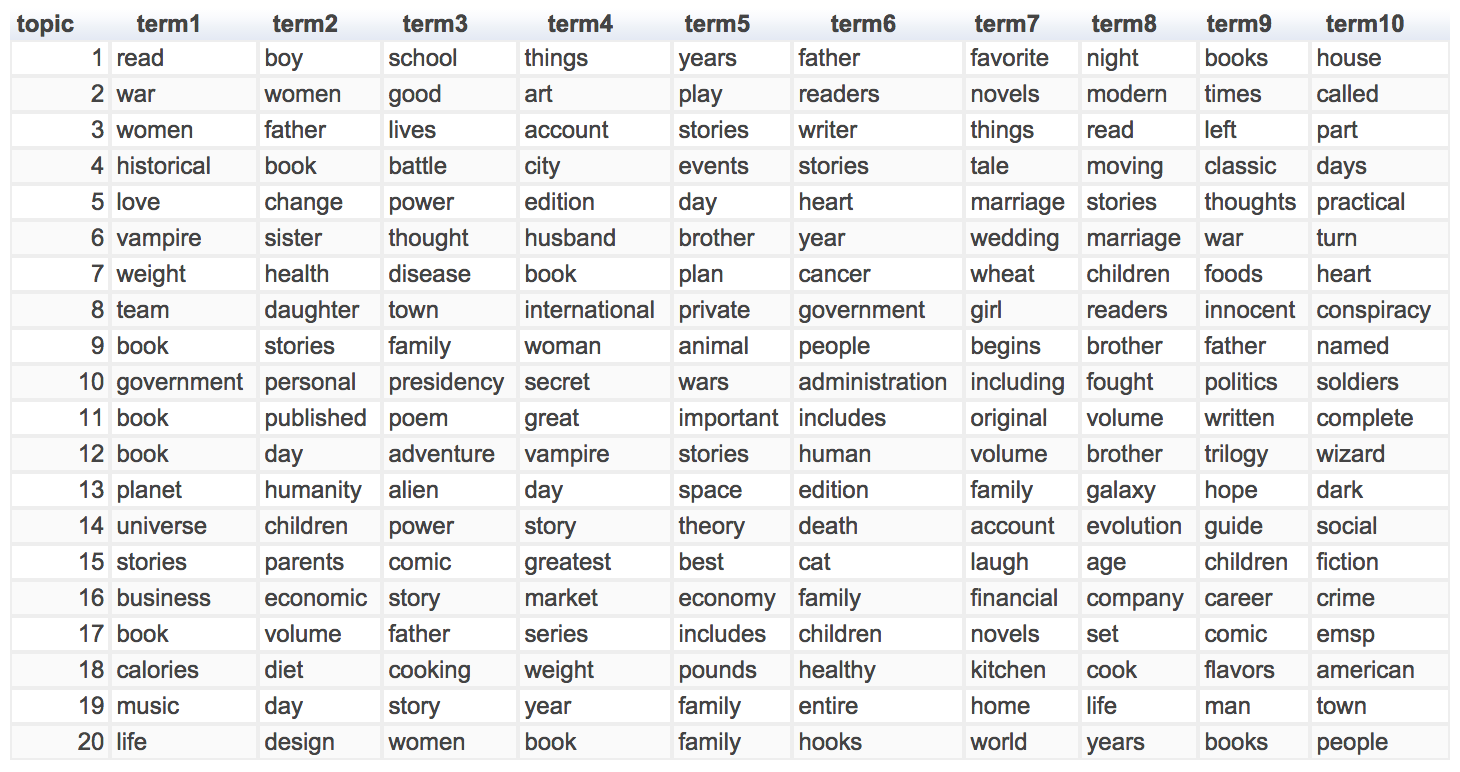 topic term1 term2 term3 term4 term5 term6 term7 term8 term9 term10
1 read boy school things years father favorite night books house
2 war women good art play readers novels modern times called
3 women father lives account stories writer things read left part
4 historical book battle city events stories tale moving classic days
5 love change power edition day heart marriage stories thoughts practical
6 vampire sister thought husband brother year wedding marriage war turn
7 weight health disease book plan cancer wheat children foods heart
8 team daughter town international private government girl readers innocent conspiracy
9 book stories family woman animal people begins brother father named
10 government personal presidency secret wars administration including fought politics soldiers
11 book published poem great important includes original volume written complete
12 book day adventure vampire stories human volume brother trilogy wizard
13 planet humanity alien day space edition family galaxy hope dark
14 universe children power story theory death account evolution guide social
15 stories parents comic greatest best cat laugh age children fiction
16 business economic story market economy family financial company career crime
17 book volume father series includes children novels set comic emsp
18 calories diet cooking weight pounds healthy kitchen cook flavors american
19 music day story year family entire home life man town
20 life design women book family hooks world years books people